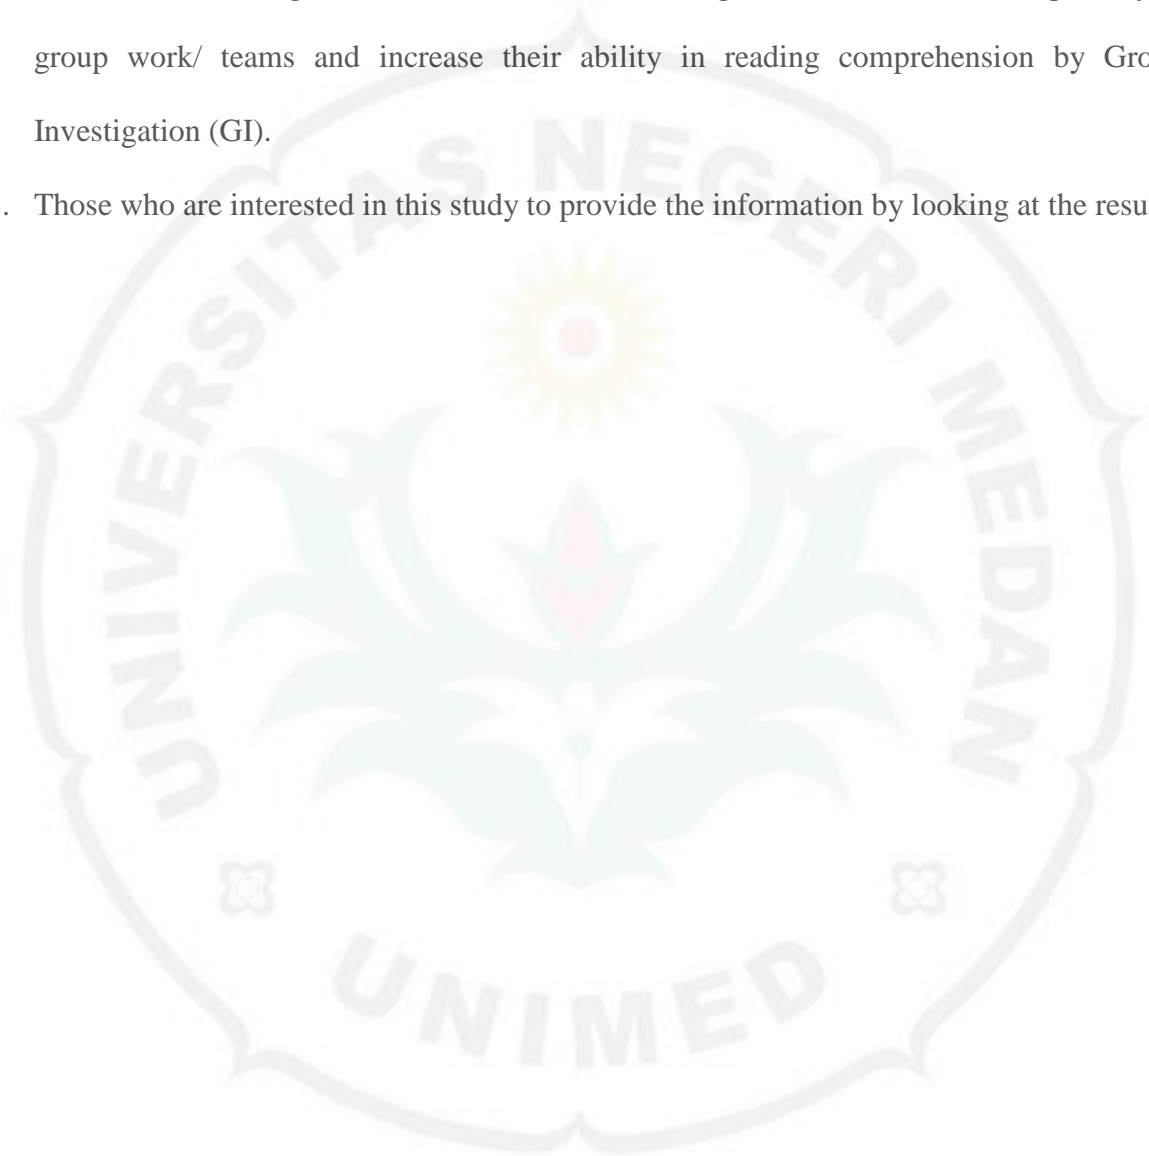 group work/ teams and increase their ability in reading comprehension by Gro
Investigation (GI).
. Those who are interested in this study to provide the information by looking at the resu
UNIVERSITAS NEGERI MEDAN
UNIMED